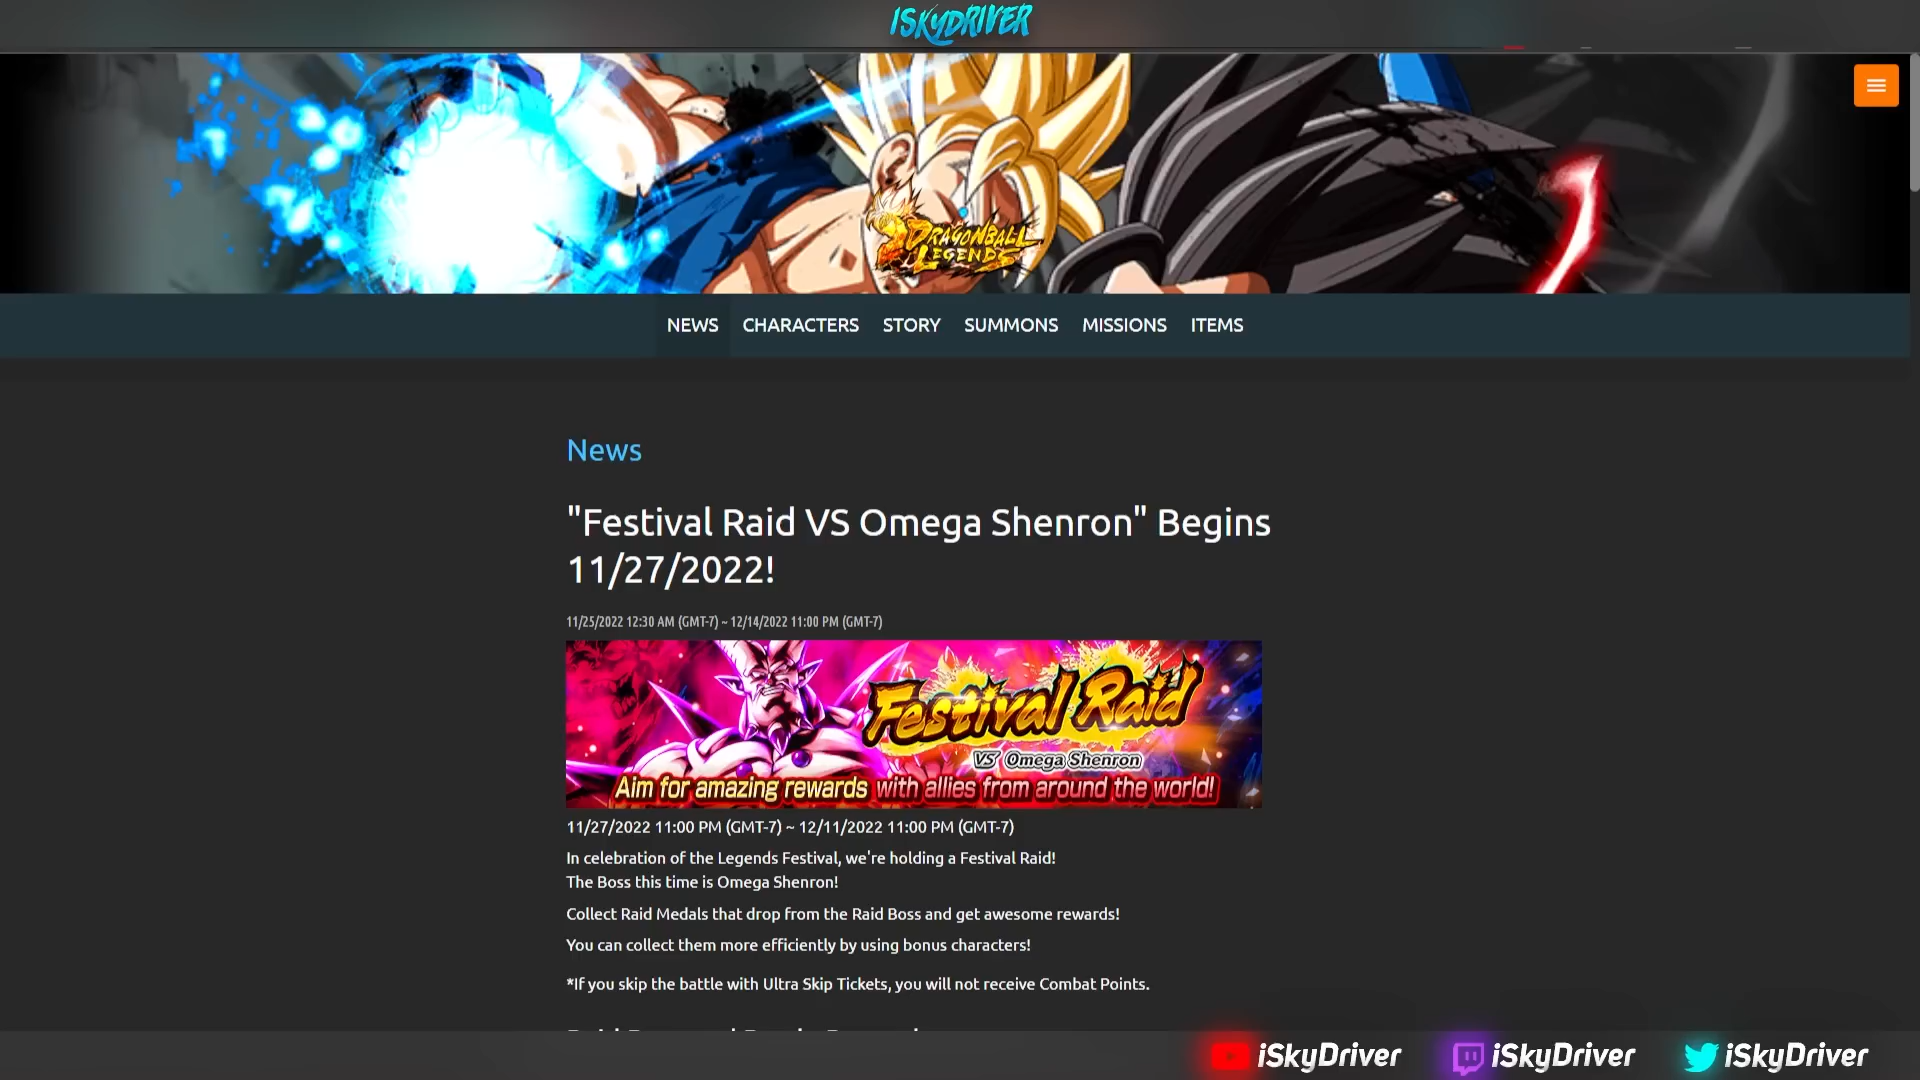 ISKYDRIVER
DRAGONBALL
LEGENDS
NEWS CHARACTERS STORY SUMMONS MISSIONS ITEMS
News
"Festival Raid VS Omega Shenron" Begins
11/27/2022!
11/25/2022 12:30 AM (GMT-7) ~ 12/14/2022 11:00 PM (GMT-7)
Festival Raid
VS Omega Shenron
Aim for amazing rewards with allies from around the world!
11/27/2022 11:00 PM (GMT-7) ~ 12/11/2022 11:00 PM (GMT-7)
In celebration of the Legends Festival, we're holding a Festival Raid!
The Boss this time is Omega Shenron!
Collect Raid Medals that drop from the Raid Boss and get awesome rewards!
You can collect them more efficiently by using bonus characters!
*If you skip the battle with Ultra Skip Tickets, you will not receive Combat Points.
iSkyDriver iSkyDriver iSkyDriver